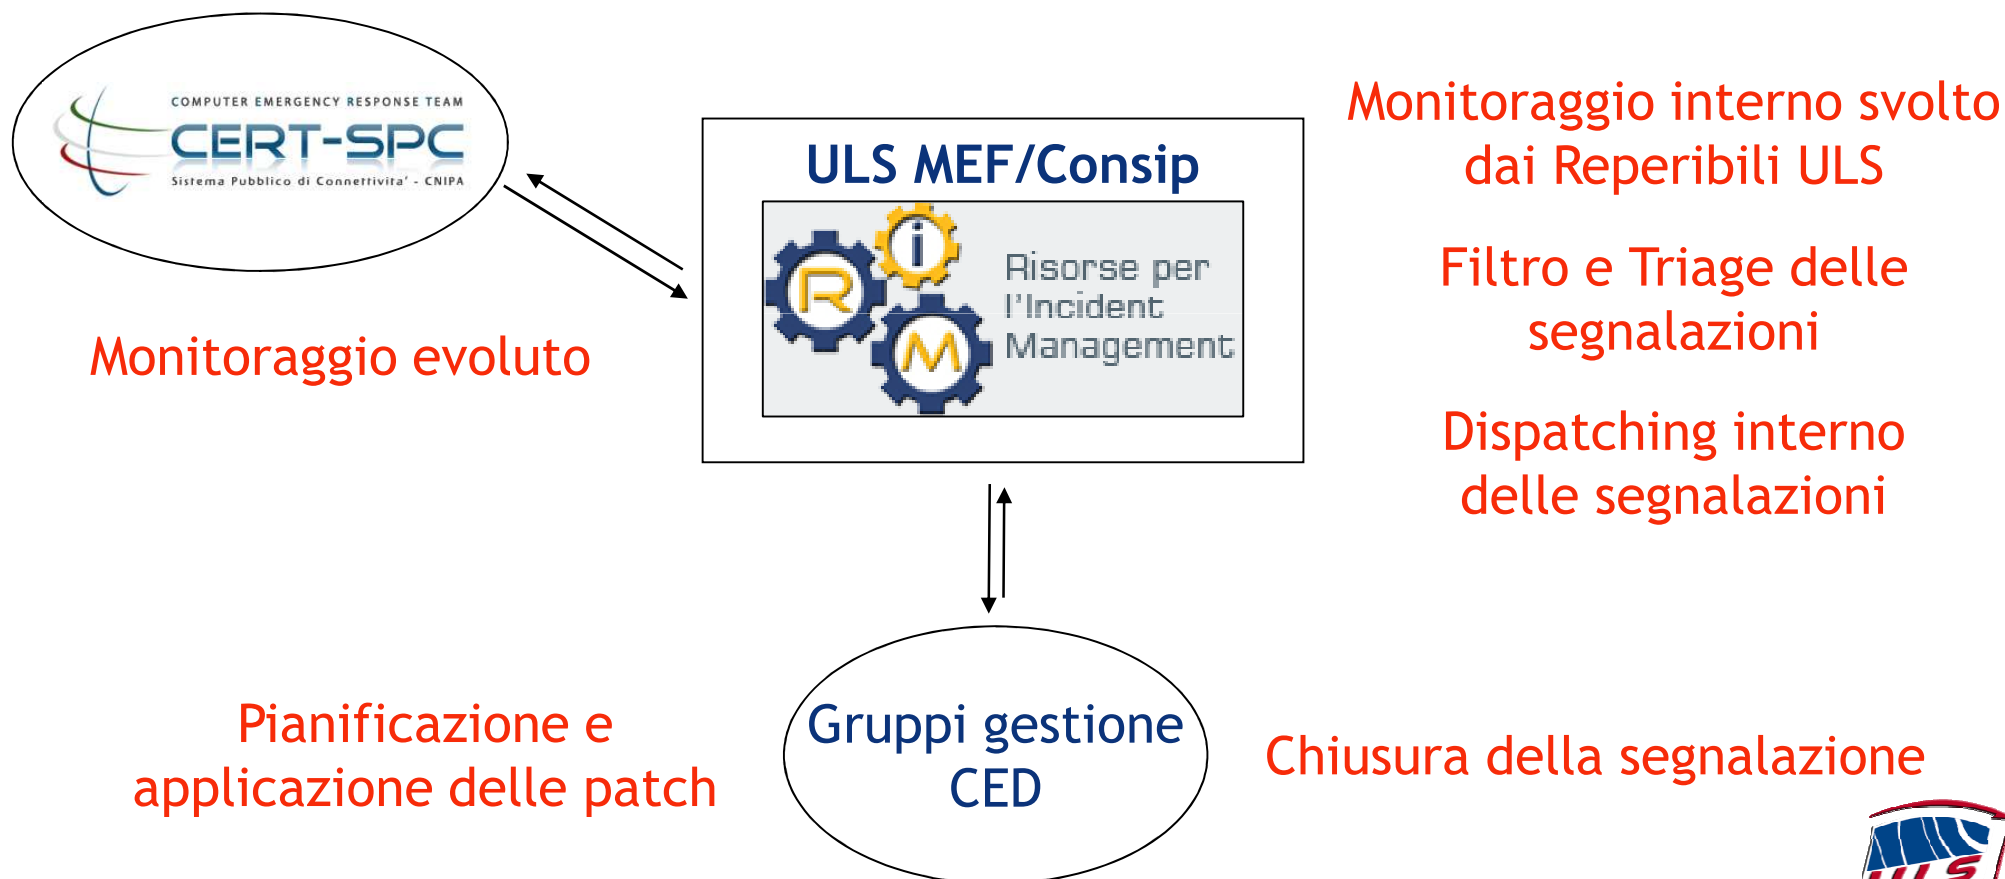 COMPUTER EMERGENCY RESPONSE TEAM
CERT-SPC
Sistema Pubblico di Connettivita' - CNIPA
Monitoraggio evoluto
ULS MEF/Consip
R
i
M
Risorse per
l'Incident
Management
Monitoraggio interno svolto
dai Reperibili ULS
Filtro e Triage delle
segnalazioni
Dispatching interno
delle segnalazioni
Pianificazione e
applicazione delle patch
Gruppi gestione
CED
Chiusura della segnalazione
ULS